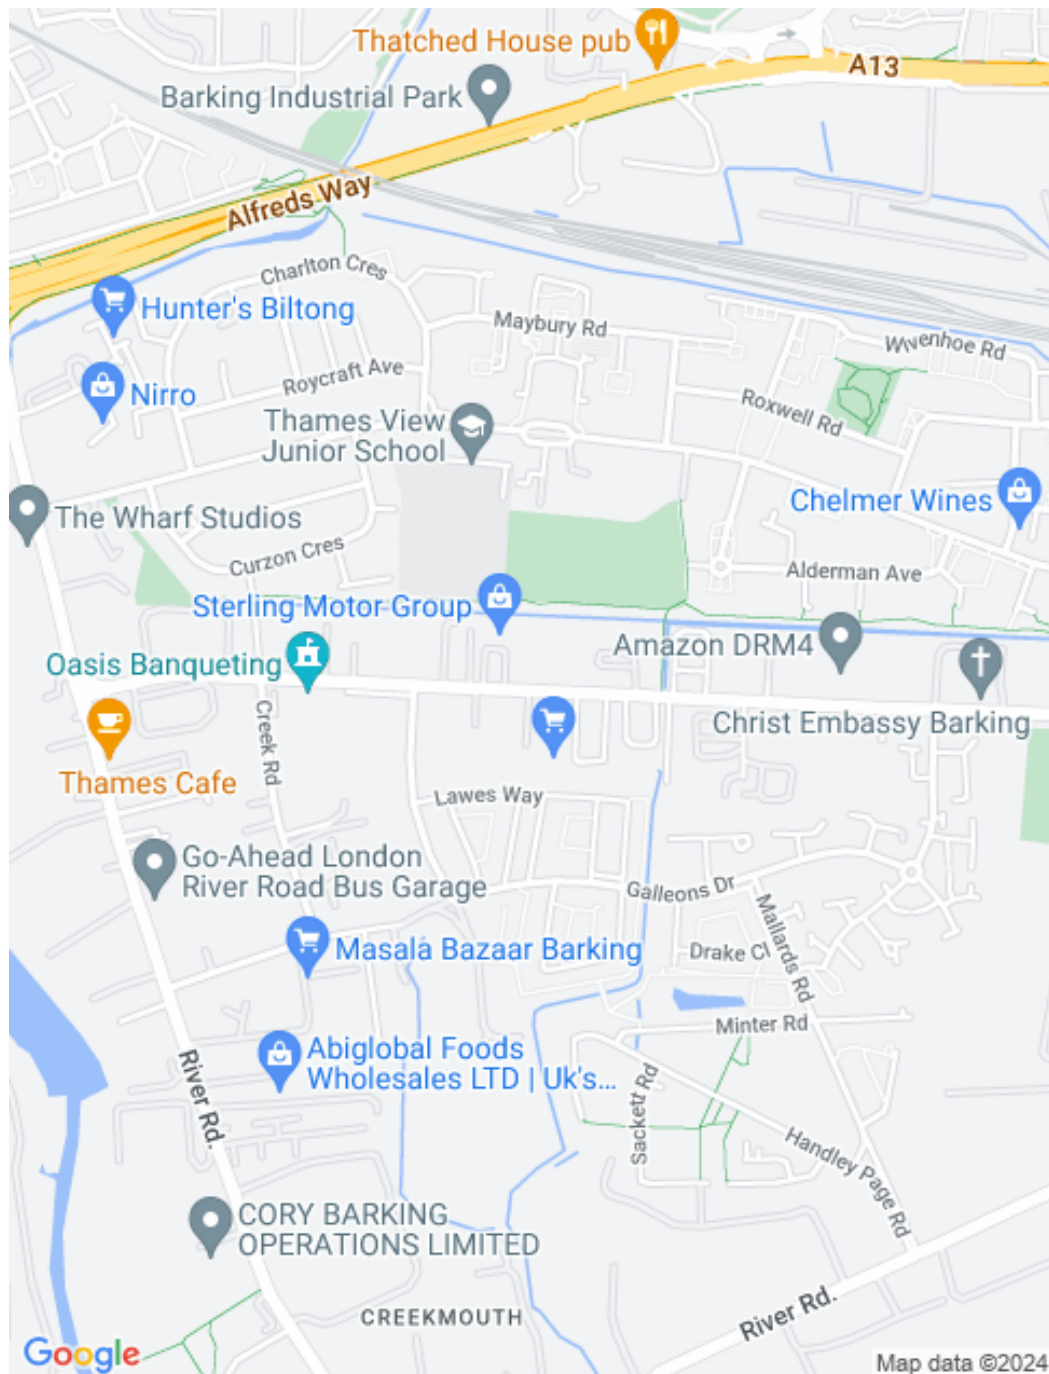 Thatched House pub
A13
Barking Industrial Park
Alfreds Way
Charlton Cres
Hunter's Biltong
Maybury Rd
Wivenhoe Rd
Roycraft Ave
Nirro
Roxwell Rd
Thames View
Junior School
Chelmer Wines
The Wharf Studios
Curzon Cres
Alderman Ave
Sterling Motor Group
Amazon DRM4
Oasis Banqueting
Christ Embassy Barking
Creek Rd
Thames Cafe
Lawes Way
Go-Ahead London
River Road Bus Garage
Galleons Dr
Mallards Rd
Masala Bazaar Barking
Drake Cl
Minter Rd
Abiglobal Foods
Wholesales LTD | Uk's...
River Rd.
Sackett Rd
Handley Page Rd
CORY BARKING
OPERATIONS LIMITED
CREEKMOUTH
River Rd.
Google
Map data ©2024